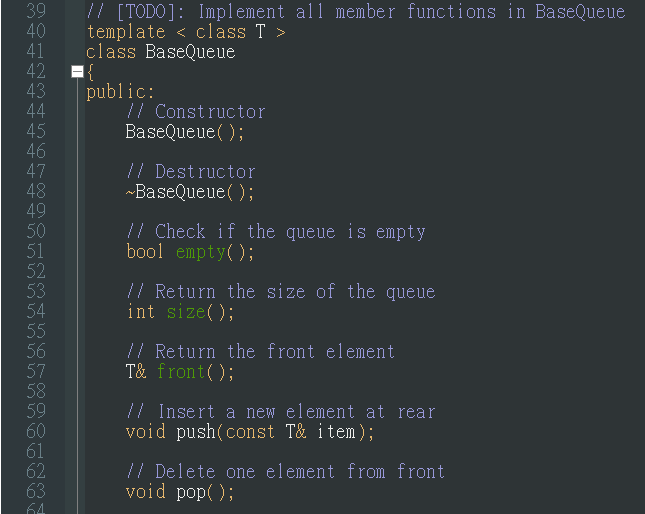 39 // [TODO]: Implement all member functions in BaseQueue
40 template < class T >
41 class BaseQueue
42 {
43 public:
44 // Constructor
45 BaseQueue();
46
47 // Destructor
48 ~BaseQueue();
49
50 // Check if the queue is empty
51 bool empty();
52
53 // Return the size of the queue
54 int size();
55
56 // Return the front element
57 T& front();
58
59 // Insert a new element at rear
60 void push(const T& item);
61
62 // Delete one element from front
63 void pop();
64